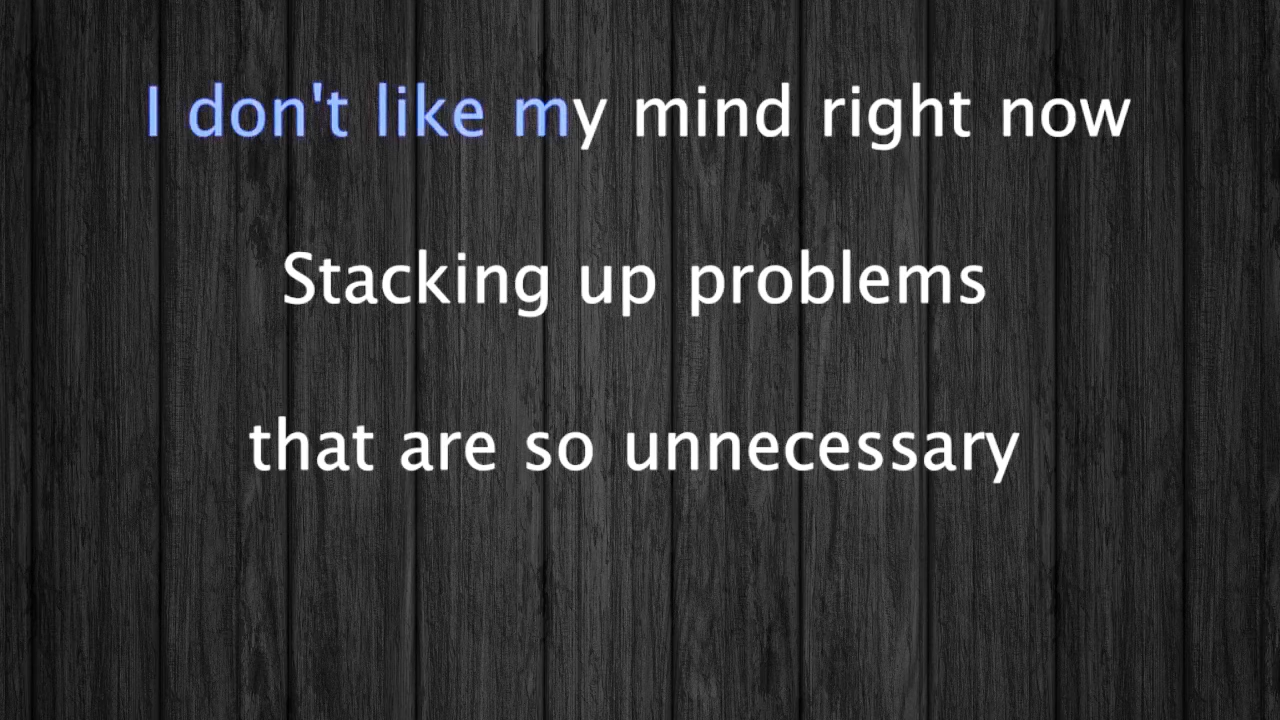 I don't like my mind right now
Stacking up problems
that are so unnecessary